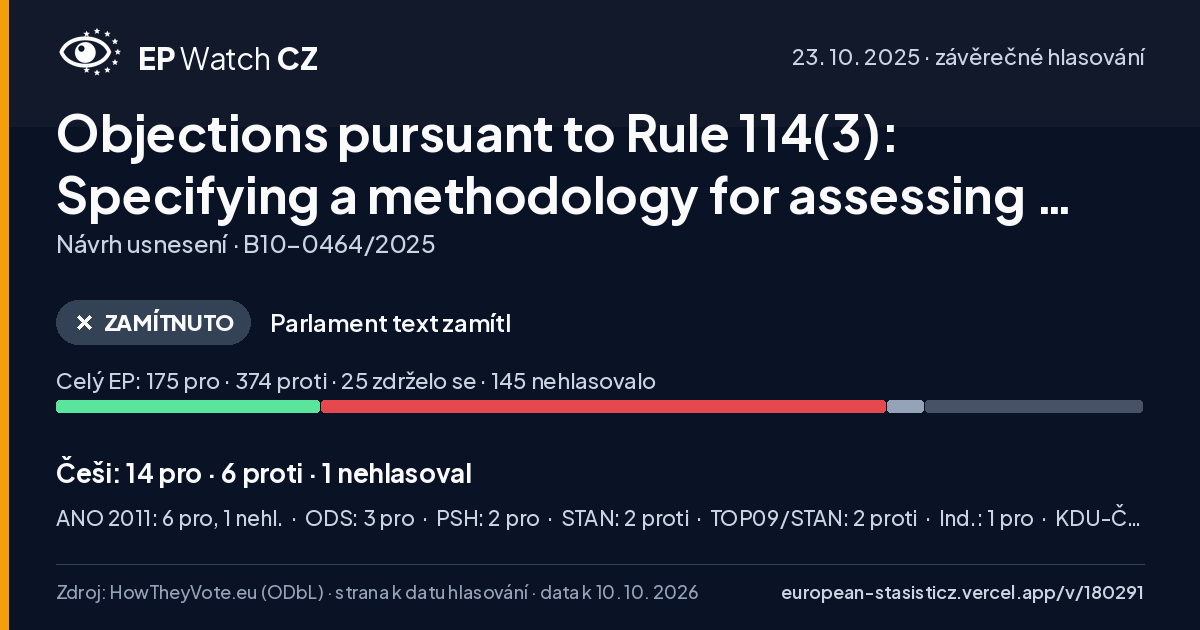 EP Watch CZ
23. 10. 2025 · závěrečné hlasování
Objections pursuant to Rule 114(3):
Specifying a methodology for assessing …
Návrh usnesení · B10-0464/2025
✕ ZAMÍTNUTO Parlament text zamítl
Celý EP: 175 pro · 374 proti · 25 zdrželo se · 145 nehlasovalo
Češi: 14 pro · 6 proti · 1 nehlasoval
ANO 2011: 6 pro, 1 nehl. · ODS: 3 pro · PSH: 2 pro · STAN: 2 proti · TOP09/STAN: 2 proti · Ind.: 1 pro · KDU-Č…
Zdroj: HowTheyVote.eu (ODbL) · strana k datu hlasování · data k 10. 10. 2026
european-stasisticz.vercel.app/v/180291